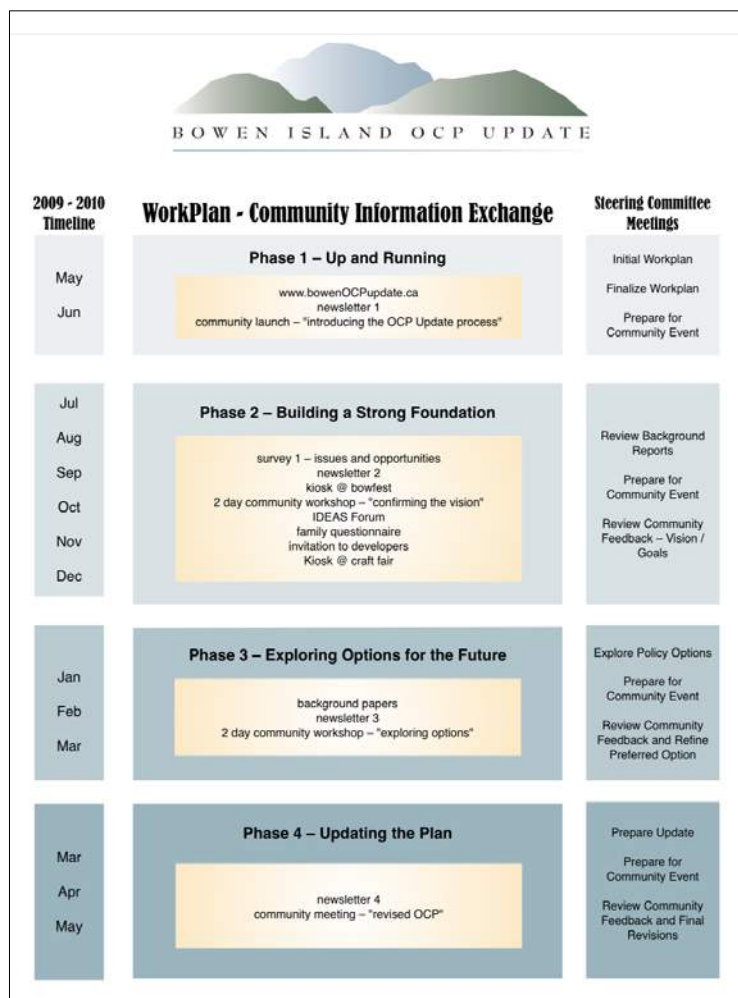 BOWEN ISLAND OCP UPDATE
2009 - 2010
Timeline
WorkPlan - Community Information Exchange
Steering Committee
Meetings
May
Jun
Phase 1 – Up and Running
www.bowenOCPupdate.ca
newsletter 1
community launch – "introducing the OCP Update process"
Initial Workplan
Finalize Workplan
Prepare for
Community Event
Jul
Aug
Sep
Oct
Nov
Dec
Phase 2 – Building a Strong Foundation
survey 1 – issues and opportunities
newsletter 2
kiosk @ bowfest
2 day community workshop – "confirming the vision"
IDEAS Forum
family questionnaire
invitation to developers
Kiosk @ craft fair
Review Background
Reports
Prepare for
Community Event
Review Community
Feedback – Vision /
Goals
Jan
Feb
Mar
Phase 3 – Exploring Options for the Future
background papers
newsletter 3
2 day community workshop – "exploring options"
Explore Policy Options
Prepare for
Community Event
Review Community
Feedback and Refine
Preferred Option
Mar
Apr
May
Phase 4 – Updating the Plan
newsletter 4
community meeting – "revised OCP"
Prepare Update
Prepare for
Community Event
Review Community
Feedback and Final
Revisions